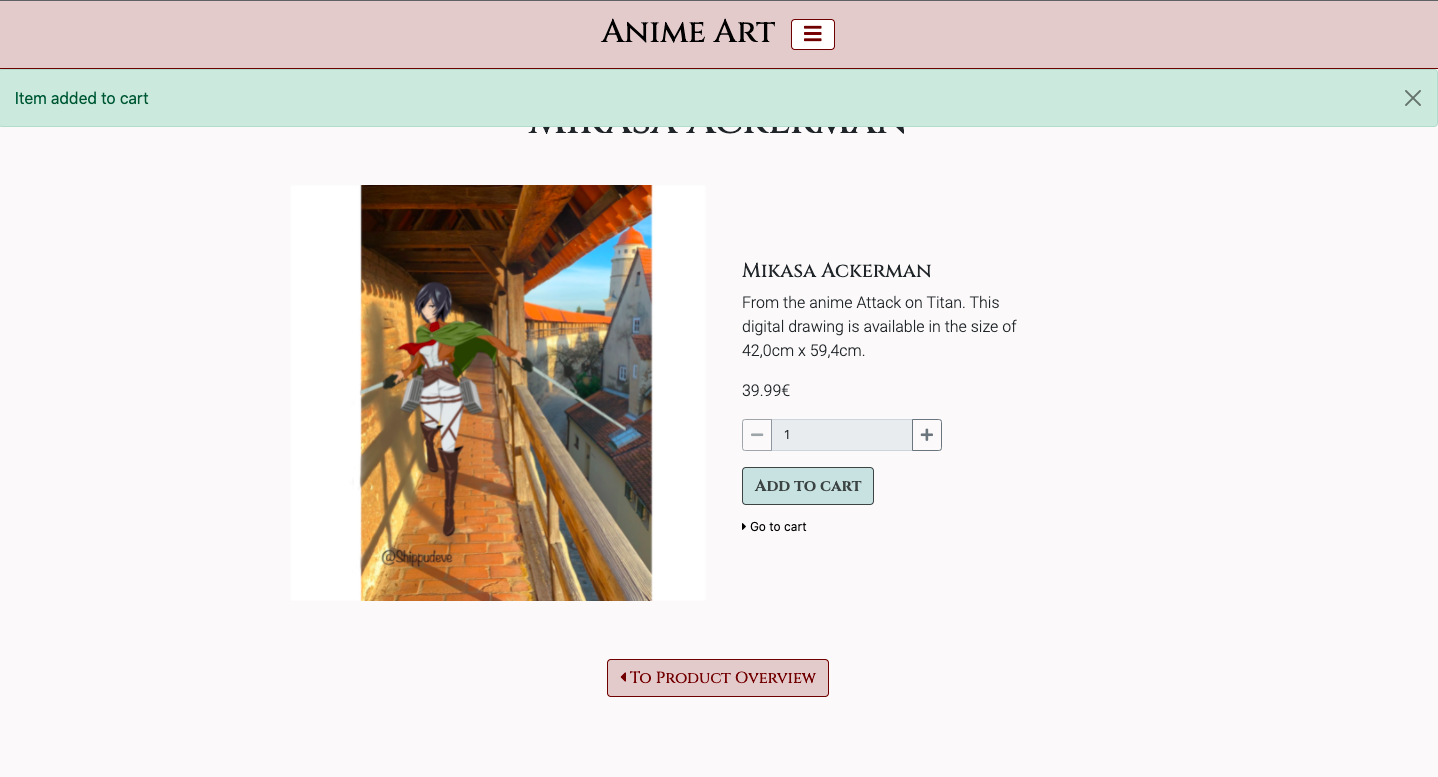 Anime Art
Item added to cart
Mikasa Ackerman
Mikasa Ackerman
From the anime Attack on Titan. This
digital drawing is available in the size of
42,0cm x 59,4cm.
39.99€
1
Add to cart
Go to cart
@Shippudeve
To Product Overview